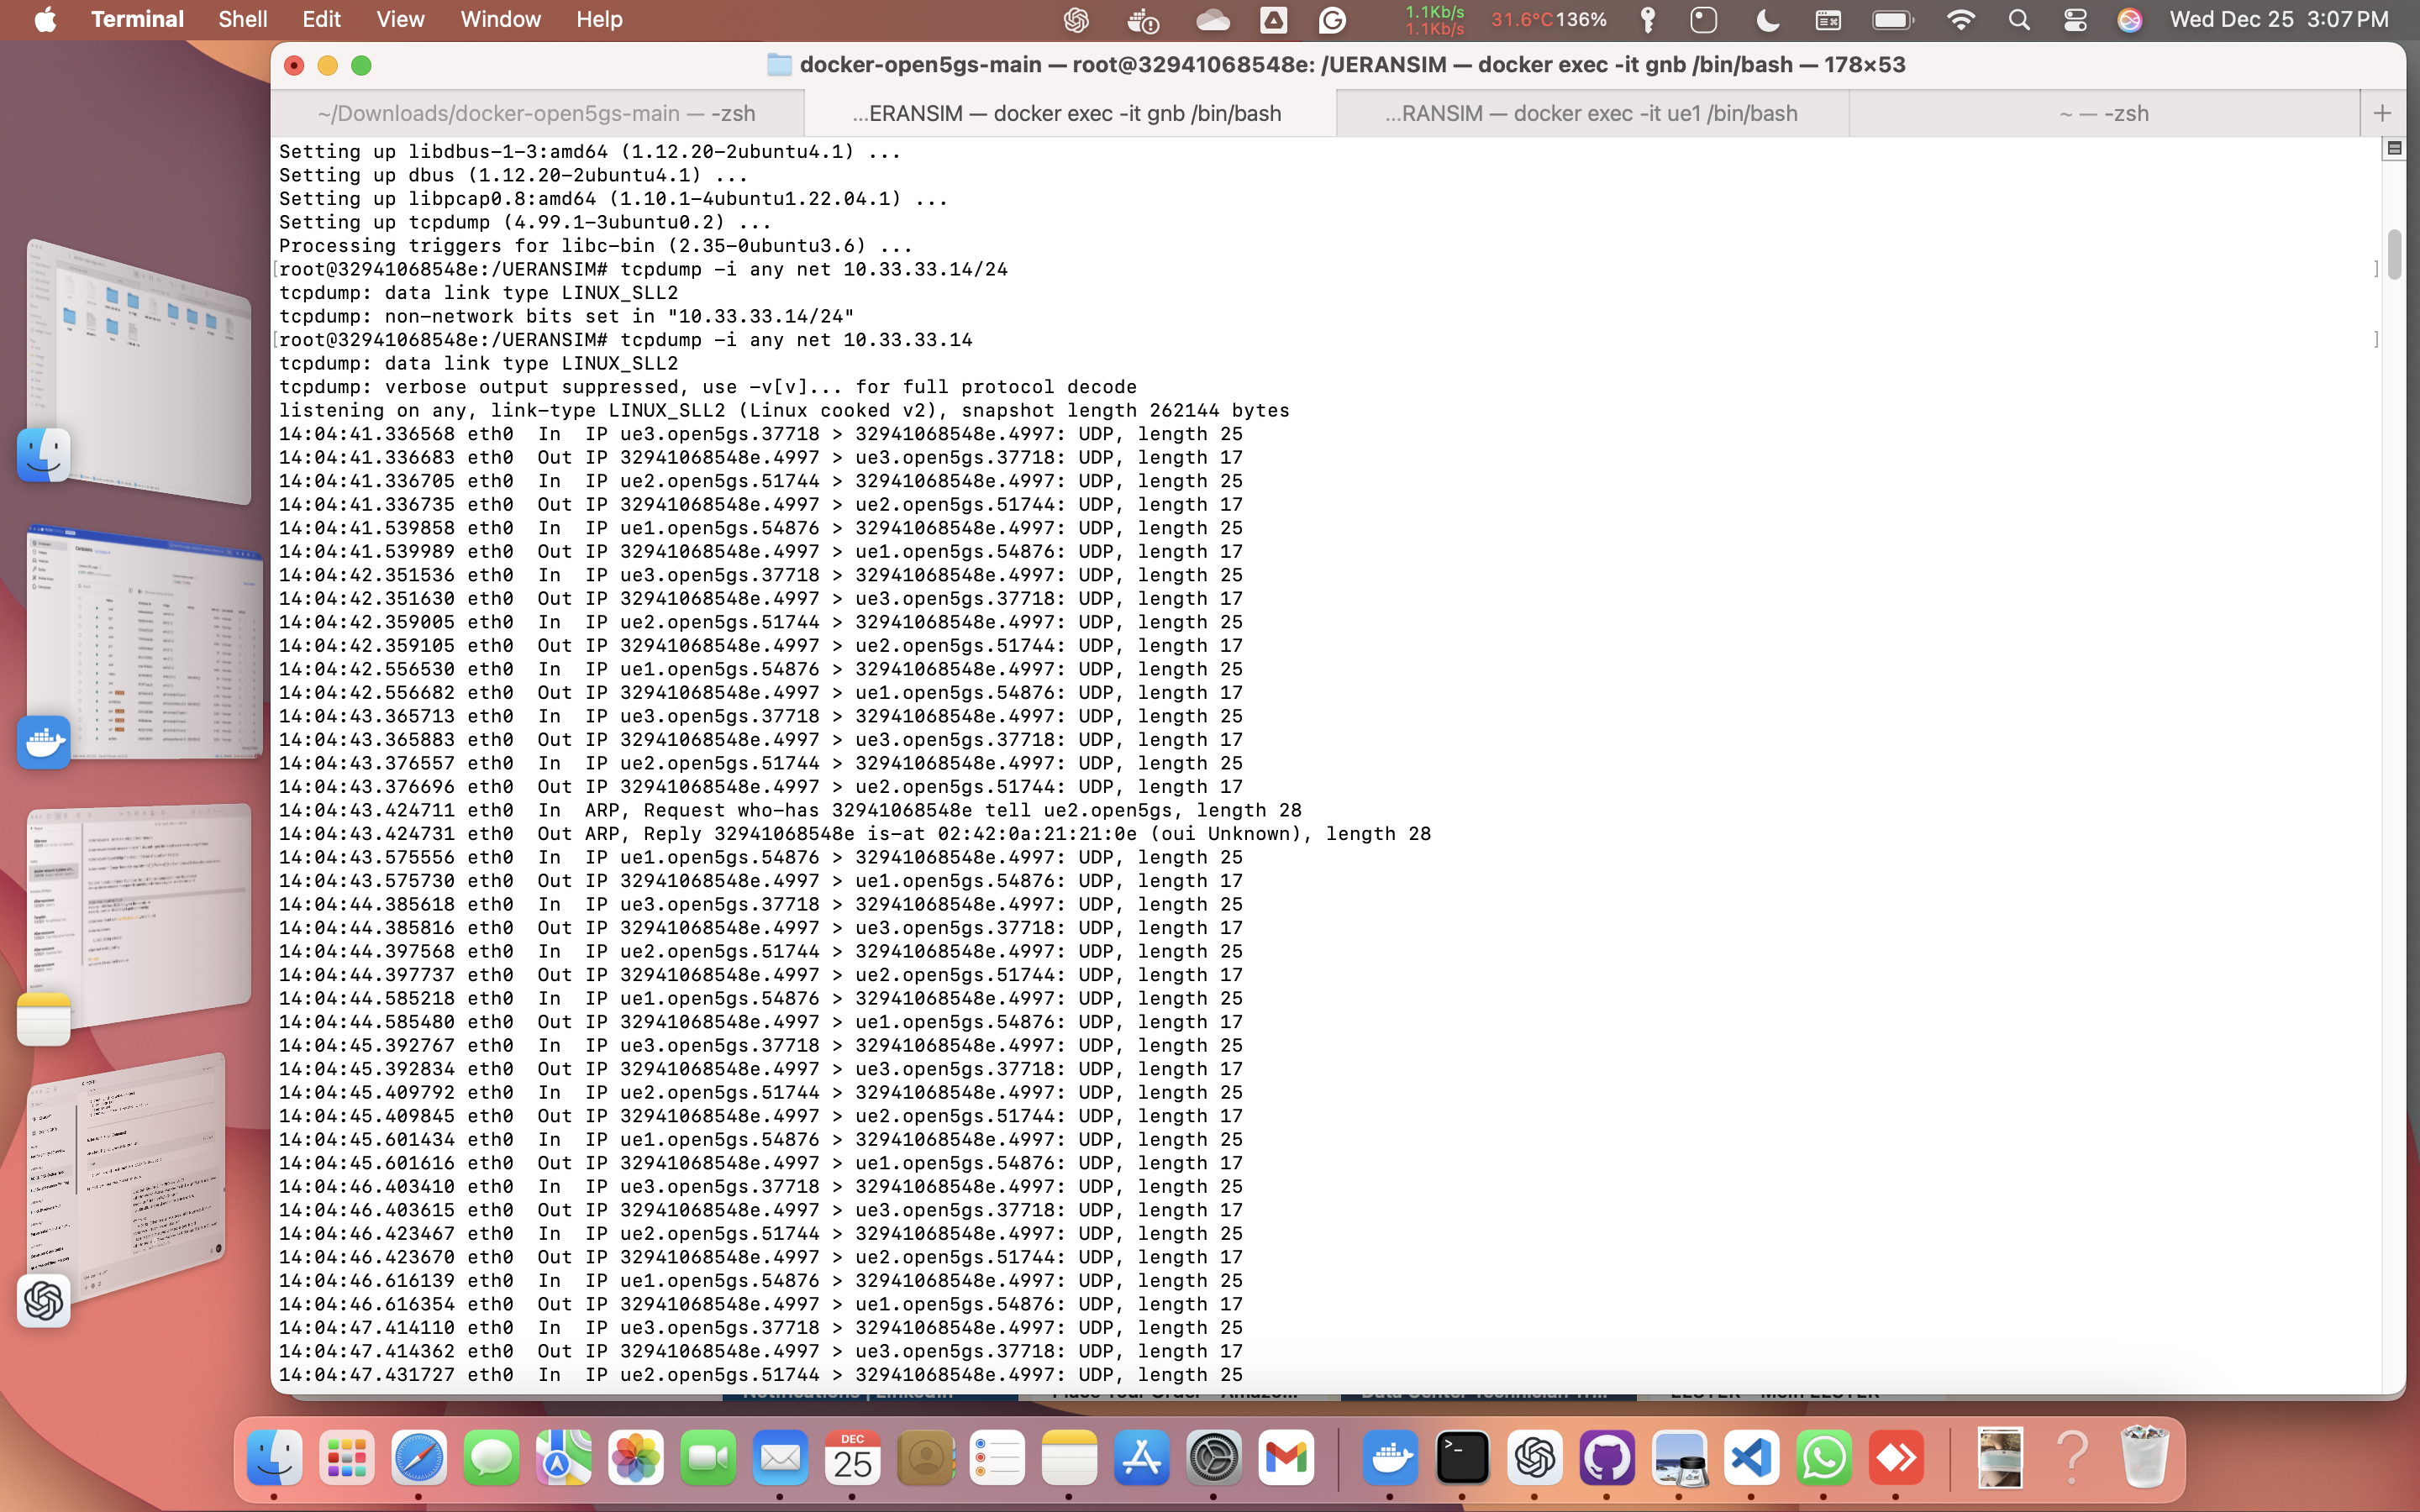 Terminal Shell Edit View Window Help
1.1Kb/s
1.1Kb/s
31.6°C 136%
Wed Dec 25 3:07 PM
docker-open5gs-main — root@32941068548e: /UERANSIM — docker exec -it gnb /bin/bash — 178×53
~/Downloads/docker-open5gs-main — -zsh
...ERANSIM — docker exec -it gnb /bin/bash
...RANSIM — docker exec -it ue1 /bin/bash
~ — -zsh
Setting up libdbus-1-3:amd64 (1.12.20-2ubuntu4.1) ...
Setting up dbus (1.12.20-2ubuntu4.1) ...
Setting up libpcap0.8:amd64 (1.10.1-4ubuntu1.22.04.1) ...
Setting up tcpdump (4.99.1-3ubuntu0.2) ...
Processing triggers for libc-bin (2.35-0ubuntu3.6) ...
[root@32941068548e:/UERANSIM# tcpdump -i any net 10.33.33.14/24 ]
tcpdump: data link type LINUX_SLL2
tcpdump: non-network bits set in "10.33.33.14/24"
[root@32941068548e:/UERANSIM# tcpdump -i any net 10.33.33.14 ]
tcpdump: data link type LINUX_SLL2
tcpdump: verbose output suppressed, use -v[v]... for full protocol decode
listening on any, link-type LINUX_SLL2 (Linux cooked v2), snapshot length 262144 bytes
14:04:41.336568 eth0  In  IP ue3.open5gs.37718 > 32941068548e.4997: UDP, length 25
14:04:41.336683 eth0  Out IP 32941068548e.4997 > ue3.open5gs.37718: UDP, length 17
14:04:41.336705 eth0  In  IP ue2.open5gs.51744 > 32941068548e.4997: UDP, length 25
14:04:41.336735 eth0  Out IP 32941068548e.4997 > ue2.open5gs.51744: UDP, length 17
14:04:41.539858 eth0  In  IP ue1.open5gs.54876 > 32941068548e.4997: UDP, length 25
14:04:41.539989 eth0  Out IP 32941068548e.4997 > ue1.open5gs.54876: UDP, length 17
14:04:42.351536 eth0  In  IP ue3.open5gs.37718 > 32941068548e.4997: UDP, length 25
14:04:42.351630 eth0  Out IP 32941068548e.4997 > ue3.open5gs.37718: UDP, length 17
14:04:42.359005 eth0  In  IP ue2.open5gs.51744 > 32941068548e.4997: UDP, length 25
14:04:42.359105 eth0  Out IP 32941068548e.4997 > ue2.open5gs.51744: UDP, length 17
14:04:42.556530 eth0  In  IP ue1.open5gs.54876 > 32941068548e.4997: UDP, length 25
14:04:42.556682 eth0  Out IP 32941068548e.4997 > ue1.open5gs.54876: UDP, length 17
14:04:43.365713 eth0  In  IP ue3.open5gs.37718 > 32941068548e.4997: UDP, length 25
14:04:43.365883 eth0  Out IP 32941068548e.4997 > ue3.open5gs.37718: UDP, length 17
14:04:43.376557 eth0  In  IP ue2.open5gs.51744 > 32941068548e.4997: UDP, length 25
14:04:43.376696 eth0  Out IP 32941068548e.4997 > ue2.open5gs.51744: UDP, length 17
14:04:43.424711 eth0  In  ARP, Request who-has 32941068548e tell ue2.open5gs, length 28
14:04:43.424731 eth0  Out ARP, Reply 32941068548e is-at 02:42:0a:21:21:0e (oui Unknown), length 28
14:04:43.575556 eth0  In  IP ue1.open5gs.54876 > 32941068548e.4997: UDP, length 25
14:04:43.575730 eth0  Out IP 32941068548e.4997 > ue1.open5gs.54876: UDP, length 17
14:04:44.385618 eth0  In  IP ue3.open5gs.37718 > 32941068548e.4997: UDP, length 25
14:04:44.385816 eth0  Out IP 32941068548e.4997 > ue3.open5gs.37718: UDP, length 17
14:04:44.397568 eth0  In  IP ue2.open5gs.51744 > 32941068548e.4997: UDP, length 25
14:04:44.397737 eth0  Out IP 32941068548e.4997 > ue2.open5gs.51744: UDP, length 17
14:04:44.585218 eth0  In  IP ue1.open5gs.54876 > 32941068548e.4997: UDP, length 25
14:04:44.585480 eth0  Out IP 32941068548e.4997 > ue1.open5gs.54876: UDP, length 17
14:04:45.392767 eth0  In  IP ue3.open5gs.37718 > 32941068548e.4997: UDP, length 25
14:04:45.392834 eth0  Out IP 32941068548e.4997 > ue3.open5gs.37718: UDP, length 17
14:04:45.409792 eth0  In  IP ue2.open5gs.51744 > 32941068548e.4997: UDP, length 25
14:04:45.409845 eth0  Out IP 32941068548e.4997 > ue2.open5gs.51744: UDP, length 17
14:04:45.601434 eth0  In  IP ue1.open5gs.54876 > 32941068548e.4997: UDP, length 25
14:04:45.601616 eth0  Out IP 32941068548e.4997 > ue1.open5gs.54876: UDP, length 17
14:04:46.403410 eth0  In  IP ue3.open5gs.37718 > 32941068548e.4997: UDP, length 25
14:04:46.403615 eth0  Out IP 32941068548e.4997 > ue3.open5gs.37718: UDP, length 17
14:04:46.423467 eth0  In  IP ue2.open5gs.51744 > 32941068548e.4997: UDP, length 25
14:04:46.423670 eth0  Out IP 32941068548e.4997 > ue2.open5gs.51744: UDP, length 17
14:04:46.616139 eth0  In  IP ue1.open5gs.54876 > 32941068548e.4997: UDP, length 25
14:04:46.616354 eth0  Out IP 32941068548e.4997 > ue1.open5gs.54876: UDP, length 17
14:04:47.414110 eth0  In  IP ue3.open5gs.37718 > 32941068548e.4997: UDP, length 25
14:04:47.414362 eth0  Out IP 32941068548e.4997 > ue3.open5gs.37718: UDP, length 17
14:04:47.431727 eth0  In  IP ue2.open5gs.51744 > 32941068548e.4997: UDP, length 25
DEC
25